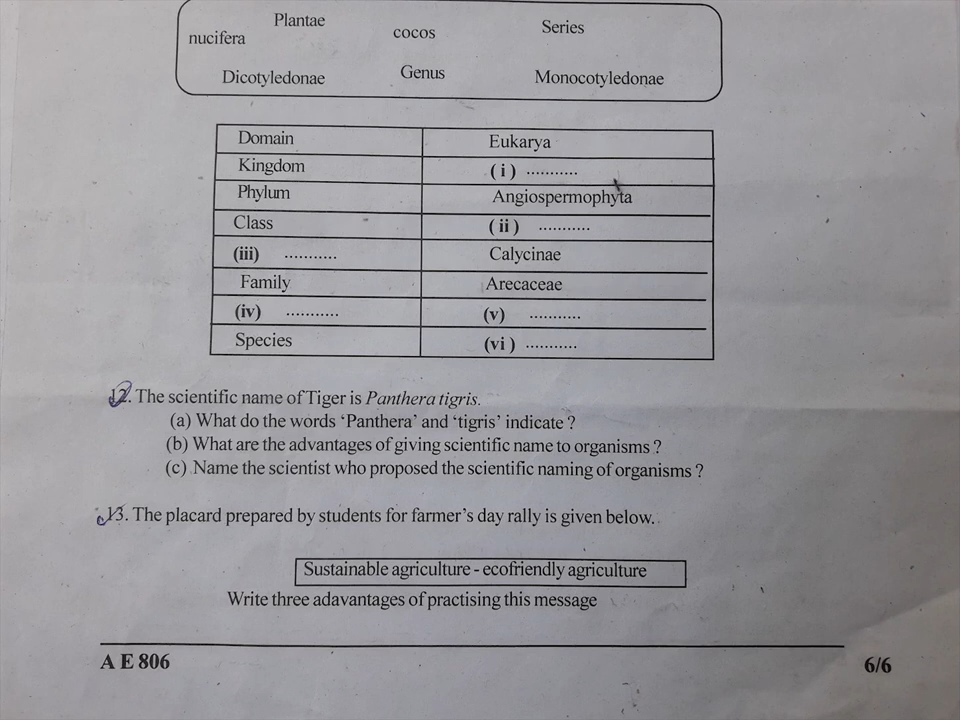 Plantae
nucifera cocos Series
Dicotyledonae Genus Monocotyledonae
Domain Eukarya
Kingdom ( i ) ...........
Phylum Angiospermophyta
Class ( ii ) ...........
(iii) ........... Calycinae
Family Arecaceae
(iv) ........... (v) ...........
Species (vi ) ...........
12. The scientific name of Tiger is Panthera tigris.
(a) What do the words ‘Panthera’ and ‘tigris’ indicate ?
(b) What are the advantages of giving scientific name to organisms ?
(c) Name the scientist who proposed the scientific naming of organisms ?
13. The placard prepared by students for farmer’s day rally is given below.
Sustainable agriculture - ecofriendly agriculture
Write three adavantages of practising this message
A E 806 6/6